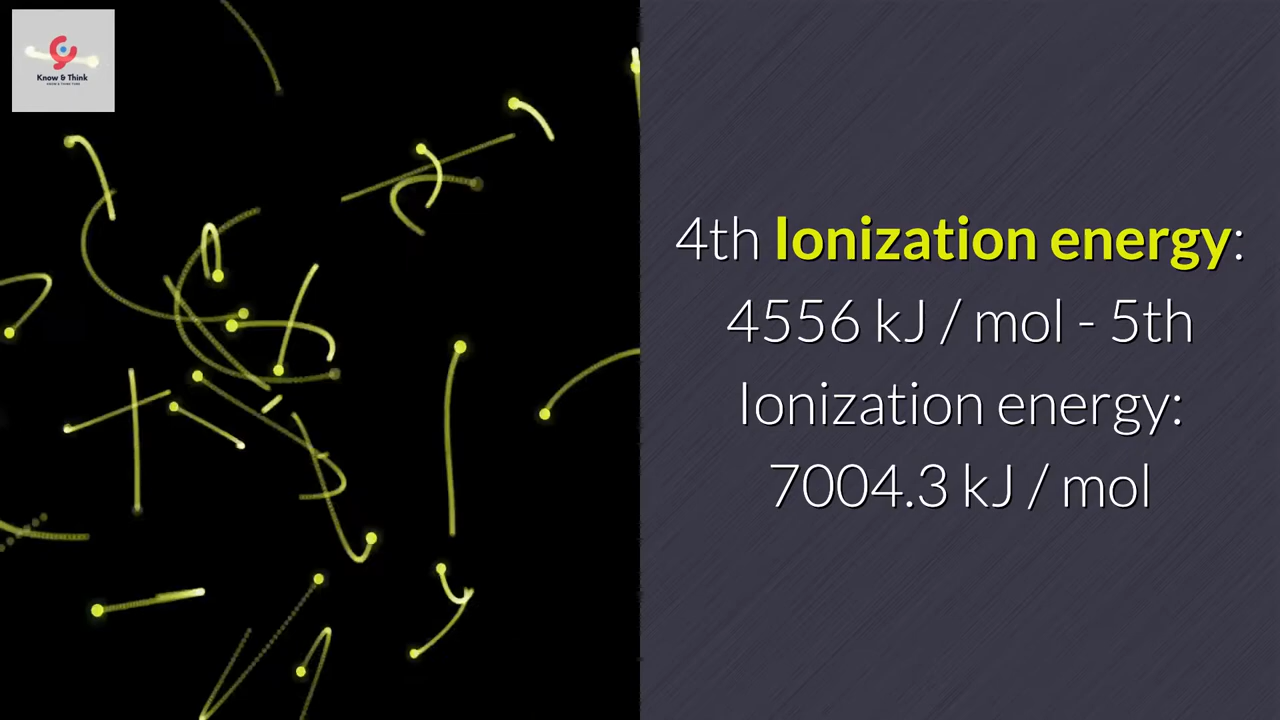 Know & Think
4th Ionization energy:
4556 kJ / mol - 5th
Ionization energy:
7004.3 kJ / mol